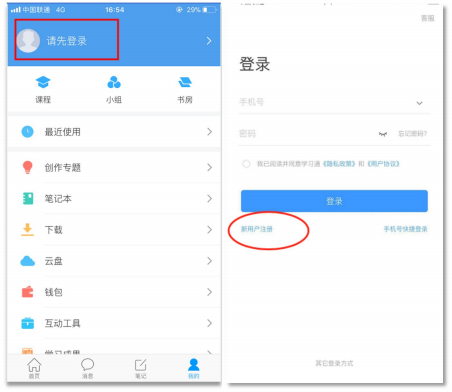 中国联通 4G 16:54 29%
请先登录
课程 小组 书房
最近使用
创作专题
笔记本
下载
云盘
钱包
互动工具
学习成果
首页 消息 笔记 我的
客服
登录
手机号
密码 忘记密码?
我已阅读并同意学习通《隐私政策》和《用户协议》
登录
新用户注册 手机号快捷登录
其它登录方式